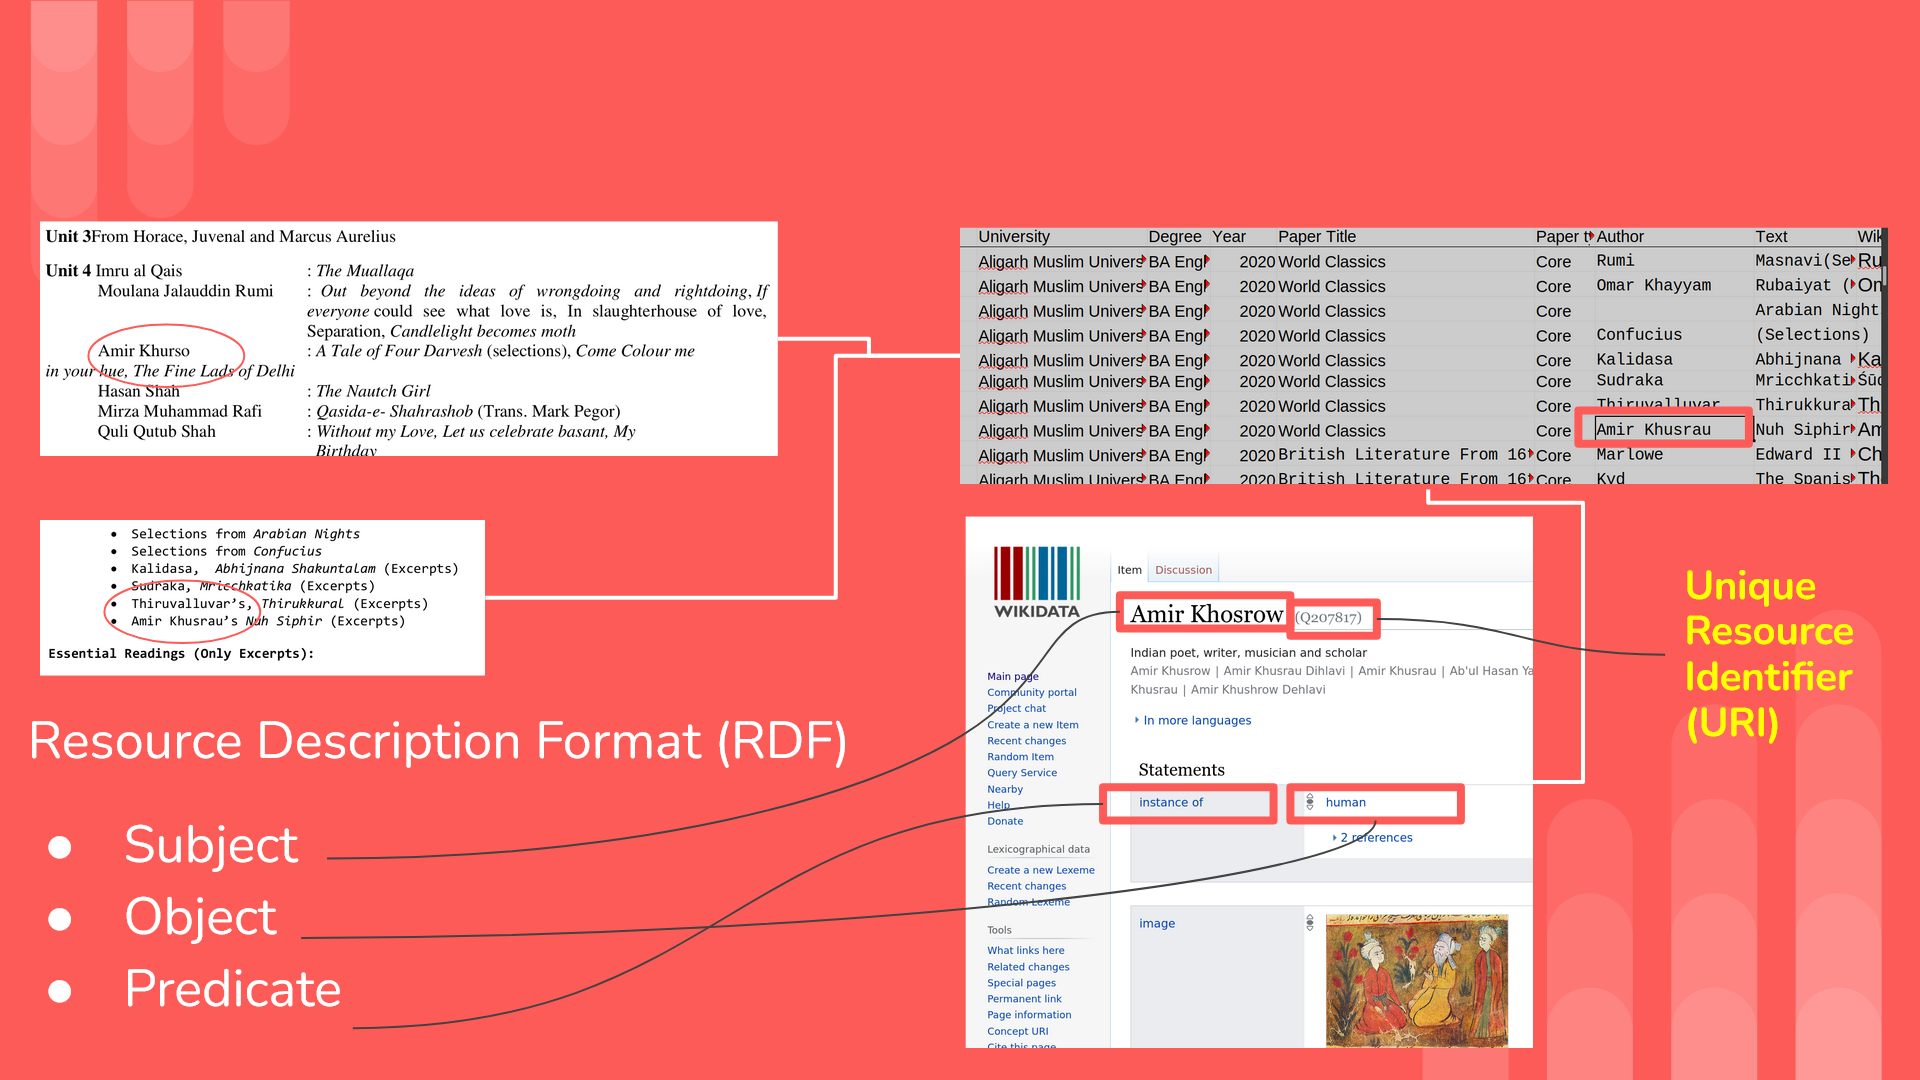 Unit 3From Horace, Juvenal and Marcus Aurelius
Unit 4 Imru al Qais : The Muallaqa
Moulana Jalauddin Rumi : Out beyond the ideas of wrongdoing and rightdoing, If
everyone could see what love is, In slaughterhouse of love,
Separation, Candlelight becomes moth
Amir Khurso : A Tale of Four Darvesh (selections), Come Colour me
in your hue, The Fine Lads of Delhi
Hasan Shah : The Nautch Girl
Mirza Muhammad Rafi : Qasida-e- Shahrashob (Trans. Mark Pegor)
Quli Qutub Shah : Without my Love, Let us celebrate basant, My
Birthday
University Degree Year Paper Title Paper t Author Text Wik
Aligarh Muslim Univers BA Engl 2020 World Classics Core Rumi Masnavi(Se Ru
Aligarh Muslim Univers BA Engl 2020 World Classics Core Omar Khayyam Rubaiyat ( Om
Aligarh Muslim Univers BA Engl 2020 World Classics Core Arabian Night
Aligarh Muslim Univers BA Engl 2020 World Classics Core Confucius (Selections)
Aligarh Muslim Univers BA Engl 2020 World Classics Core Kalidasa Abhijnana Ka
Aligarh Muslim Univers BA Engl 2020 World Classics Core Sudraka Mricchkati Śūd
Aligarh Muslim Univers BA Engl 2020 World Classics Core Thiruvalluvar Thirukkura Th
Aligarh Muslim Univers BA Engl 2020 World Classics Core Amir Khusrau Nuh Siphir Am
Aligarh Muslim Univers BA Engl 2020 British Literature From 16 Core Marlowe Edward II Ch
Aligarh Muslim Univers BA Engl 2020 British Literature From 16 Core Kyd The Spanis Th
• Selections from Arabian Nights
• Selections from Confucius
• Kalidasa, Abhijnana Shakuntalam (Excerpts)
• Sudraka, Mricchkatika (Excerpts)
• Thiruvalluvar's, Thirukkural (Excerpts)
• Amir Khusrau's Nuh Siphir (Excerpts)
Essential Readings (Only Excerpts):
Resource Description Format (RDF)
● Subject
● Object
● Predicate
WIKIDATA
Main page
Community portal
Project chat
Create a new Item
Recent changes
Random Item
Query Service
Nearby
Help
Donate
Lexicographical data
Create a new Lexeme
Recent changes
Random Lexeme
Tools
What links here
Related changes
Special pages
Permanent link
Page information
Concept URI
Cite this page
Item Discussion
Amir Khosrow (Q207817)
Indian poet, writer, musician and scholar
Amir Khusrow | Amir Khusrau Dihlavi | Amir Khusrau | Ab'ul Hasan Ya
Khusrau | Amir Khushrow Dehlavi
In more languages
Statements
instance of human
2 references
image
Unique
Resource
Identifier
(URI)